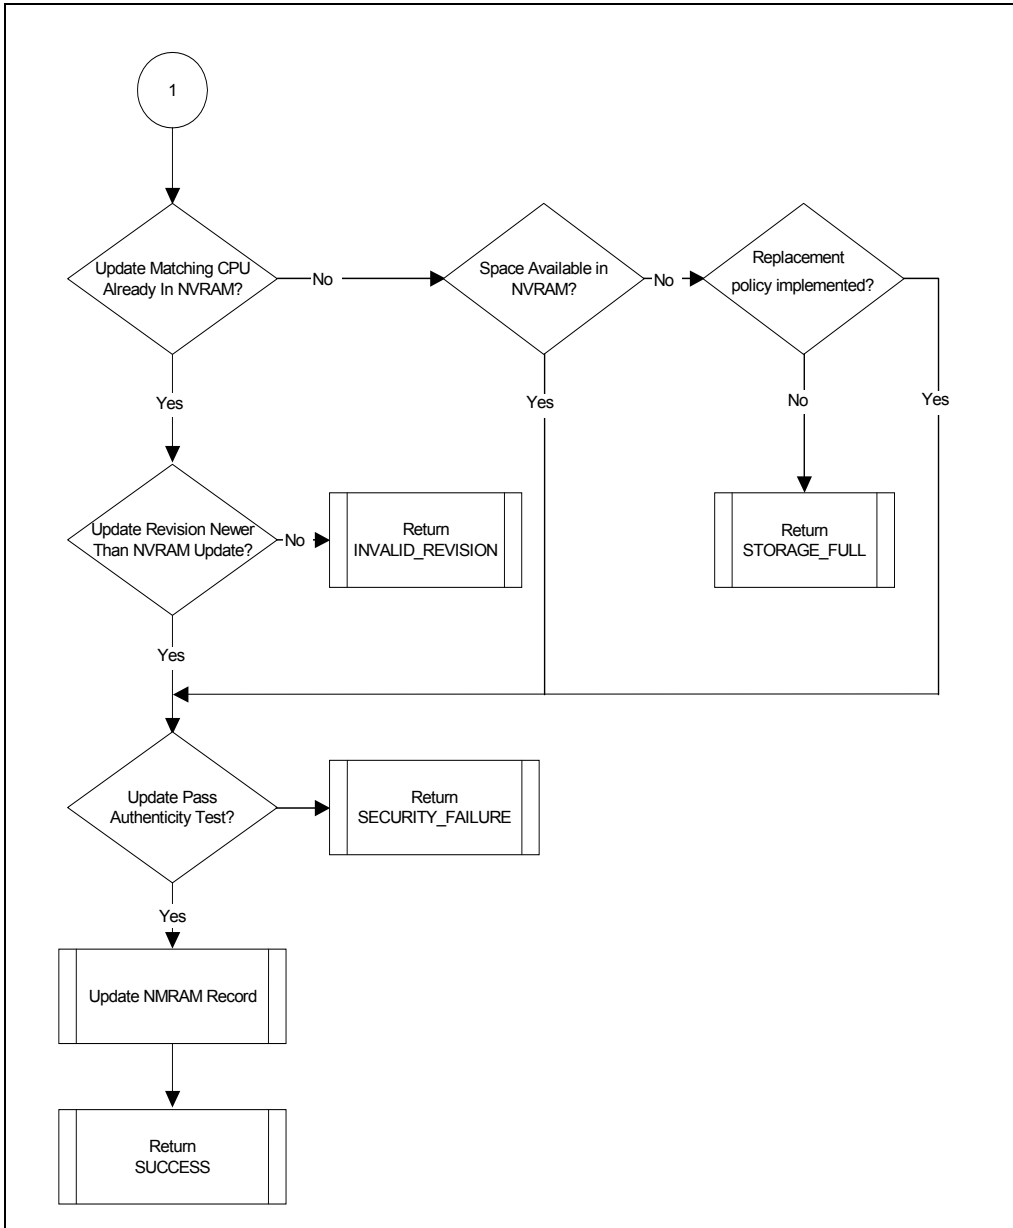 1
Update Matching CPU
Already In NVRAM?
No
Space Available in
NVRAM?
No
Replacement
policy implemented?
Yes
Yes
No
Yes
Update Revision Newer
Than NVRAM Update?
No
Return
INVALID_REVISION
Return
STORAGE_FULL
Yes
Update Pass
Authenticity Test?
Return
SECURITY_FAILURE
Yes
Update NMRAM Record
Return
SUCCESS